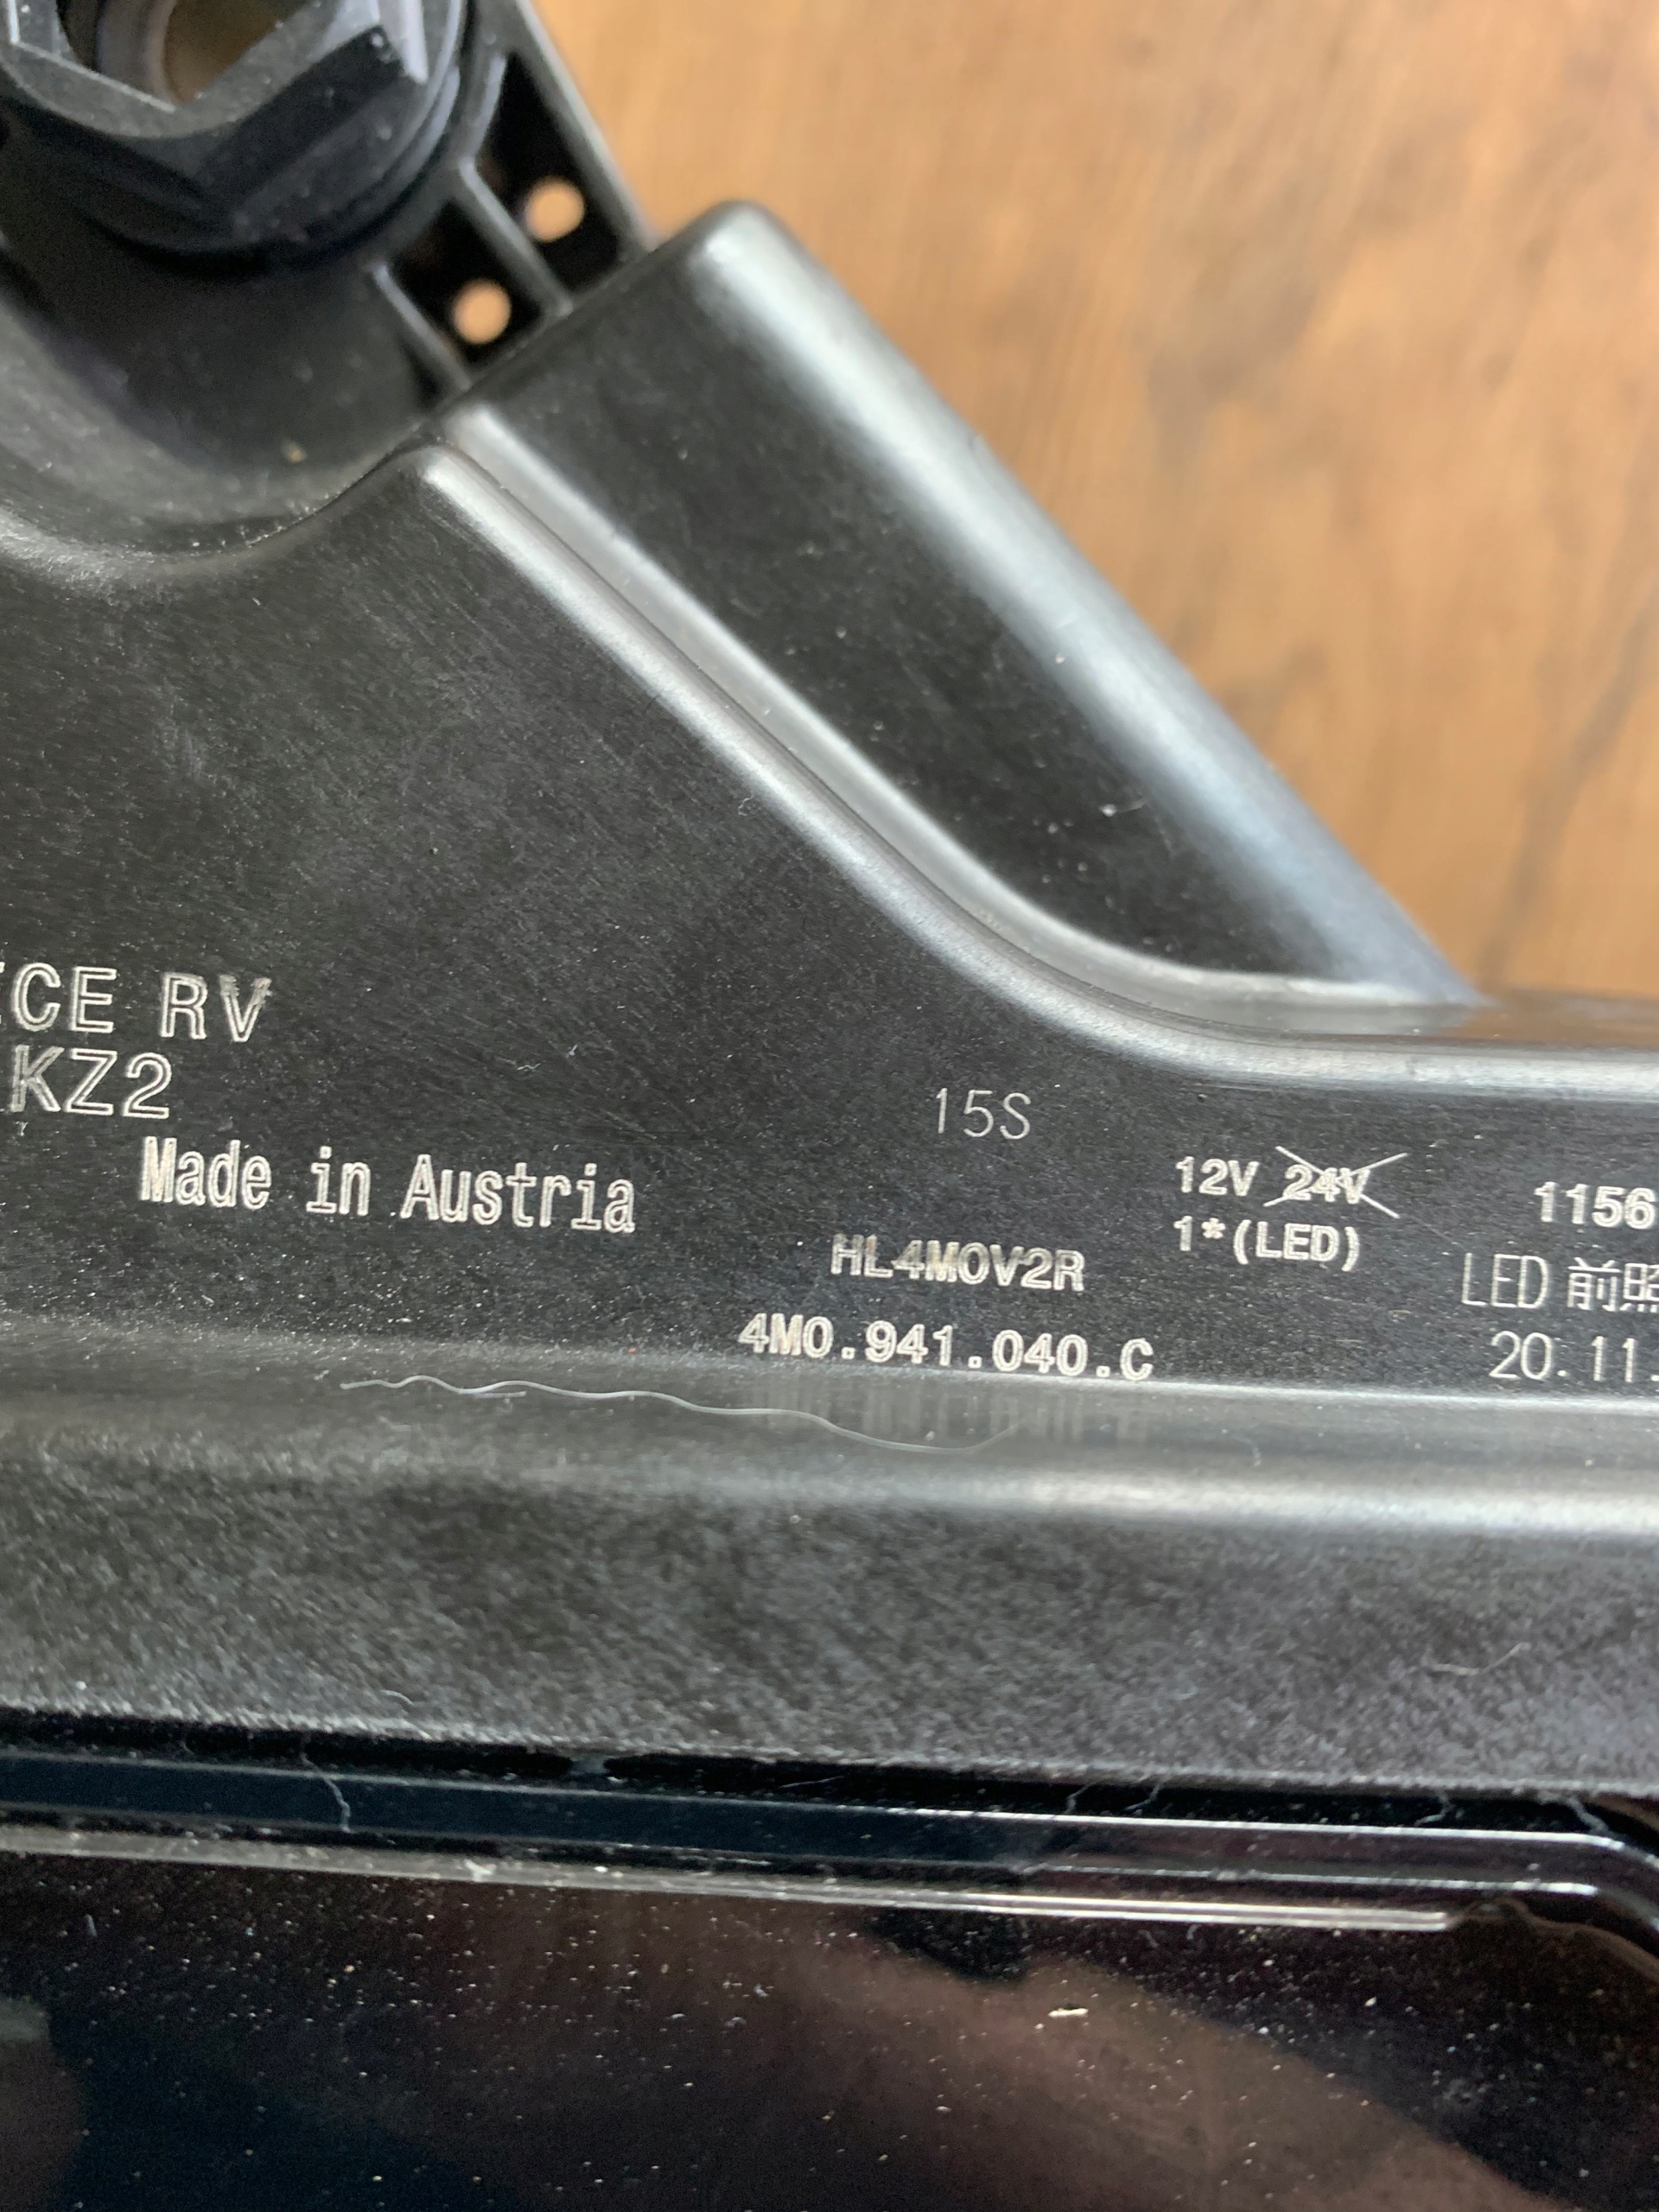 CE RV
KZ2
Made in Austria
15S
12V 24V
1*(LED)
HL4M0V2R
4M0.941.040.C
1156
LED 前照
20.11.